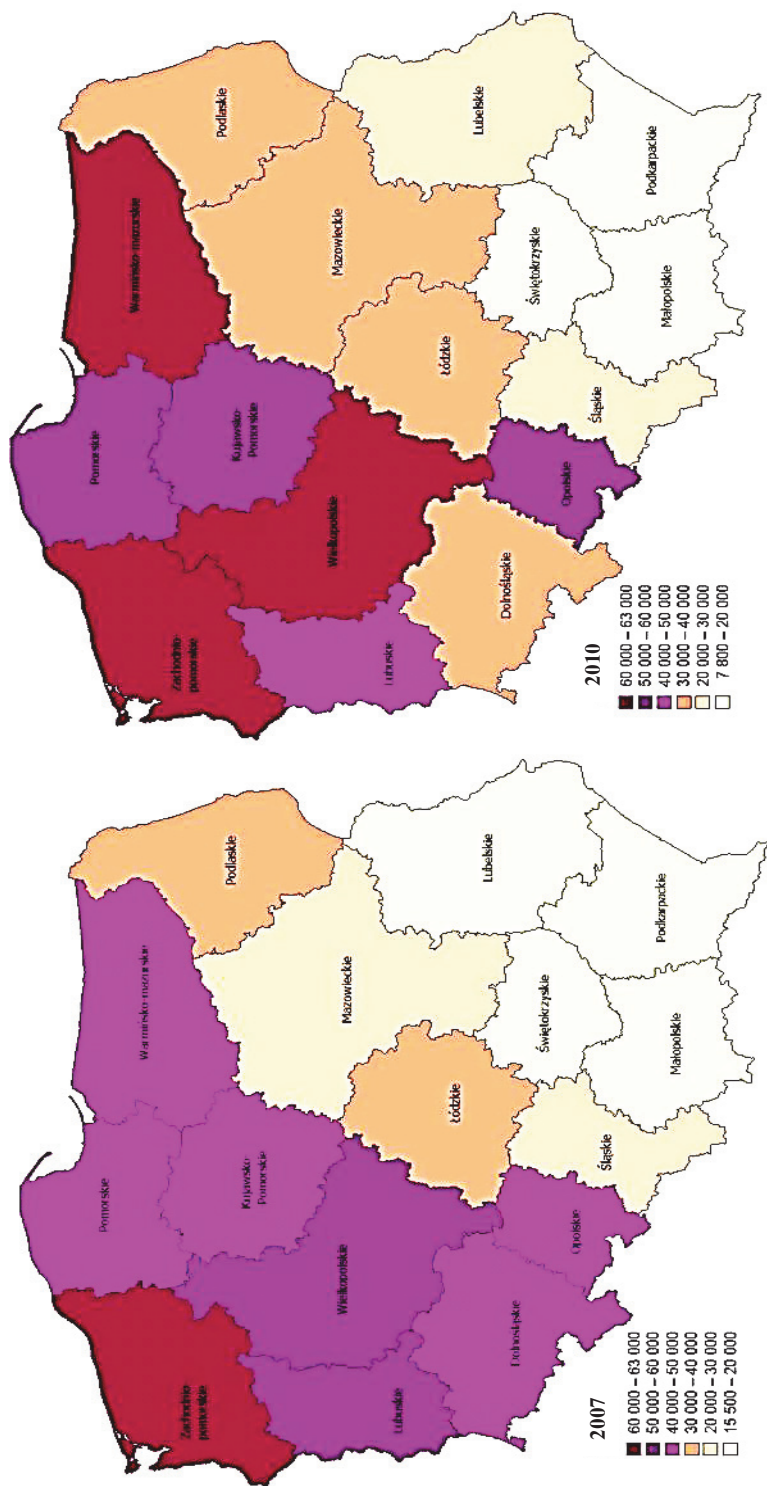 Zachodnio-
pomorskie
Pomorskie
Warmińsko-mazurskie
Podlaskie
Kujawsko-
Pomorskie
Lubuskie
Wielkopolskie
Mazowieckie
Łódzkie
Lubelskie
Dolnośląskie
Opolskie
Śląskie
Świętokrzyskie
Małopolskie
Podkarpackie
2007
60 000 – 63 000
50 000 – 60 000
40 000 – 50 000
30 000 – 40 000
20 000 – 30 000
15 500 – 20 000
Zachodnio-
pomorskie
Pomorskie
Warmińsko-mazurskie
Podlaskie
Kujawsko-
Pomorskie
Lubuskie
Wielkopolskie
Mazowieckie
Łódzkie
Lubelskie
Dolnośląskie
Opolskie
Śląskie
Świętokrzyskie
Małopolskie
Podkarpackie
2010
60 000 – 63 000
50 000 – 60 000
40 000 – 50 000
30 000 – 40 000
20 000 – 30 000
7 800 – 20 000